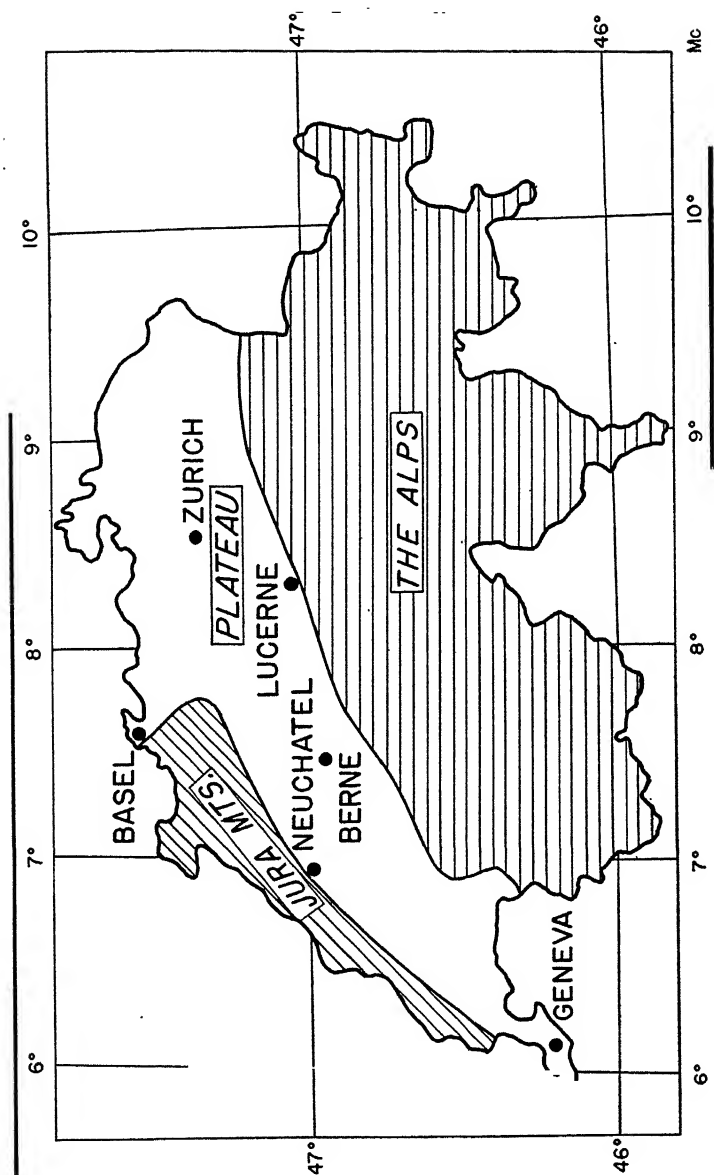 6° 7° 8° 9° 10°
47°
47°
BASEL
ZURICH
JURA MTS.
PLATEAU
LUCERNE
NEUCHATEL
BERNE
THE ALPS
GENEVA
46°
46°
6° 7° 8° 9° 10°
Mc